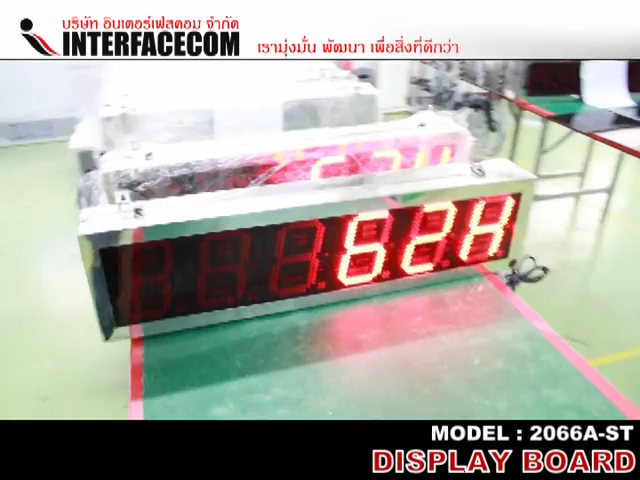 บริษัท อินเตอร์เฟสคอม จำกัด
INTERFACECOM
เรามุ่งมั่น พัฒนา เพื่อสิ่งที่ดีกว่า
62H
MODEL : 2066A-ST
DISPLAY BOARD